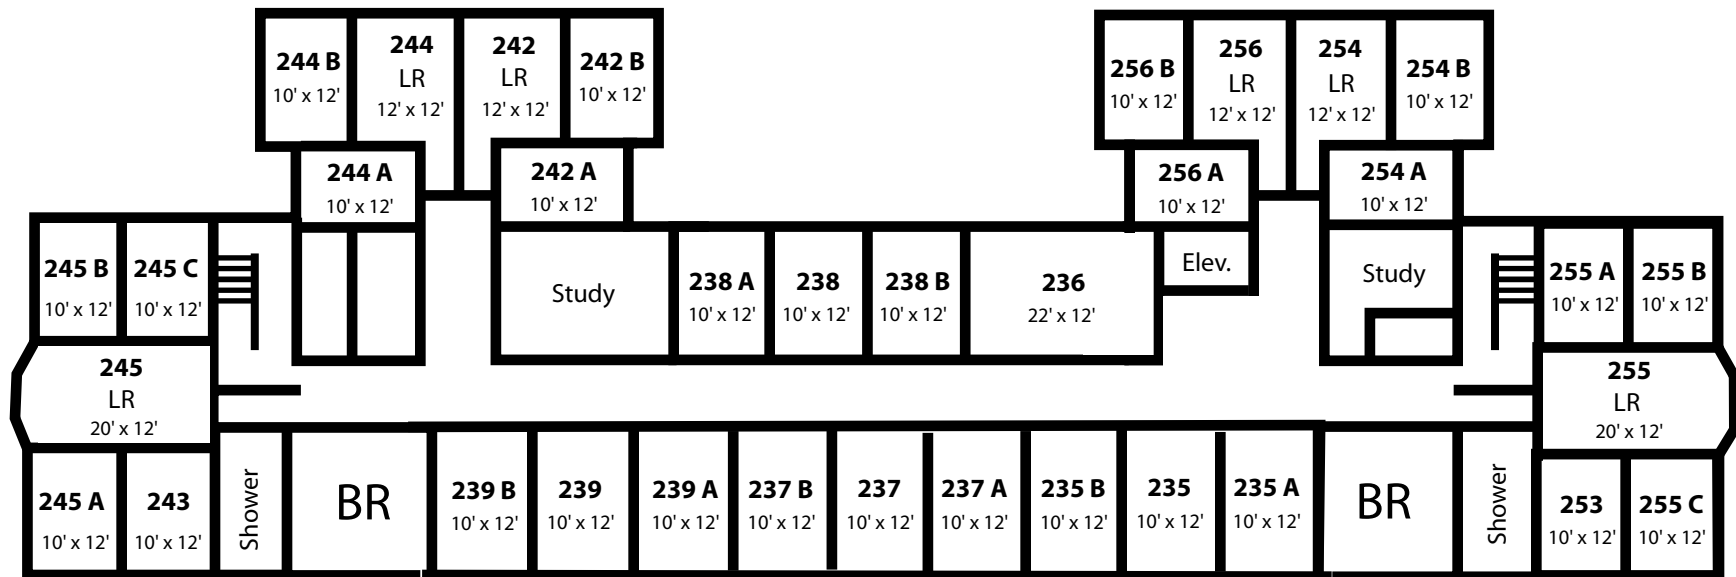 244 B
10' x 12'
244
LR
12' x 12'
242
LR
12' x 12'
242 B
10' x 12'
256 B
10' x 12'
256
LR
12' x 12'
254
LR
12' x 12'
254 B
10' x 12'
244 A
10' x 12'
242 A
10' x 12'
256 A
10' x 12'
254 A
10' x 12'
245 B
10' x 12'
245 C
10' x 12'
Study
238 A
10' x 12'
238
10' x 12'
238 B
10' x 12'
236
22' x 12'
Elev.
Study
255 A
10' x 12'
255 B
10' x 12'
245
LR
20' x 12'
255
LR
20' x 12'
245 A
10' x 12'
243
10' x 12'
Shower
BR
239 B
10' x 12'
239
10' x 12'
239 A
10' x 12'
237 B
10' x 12'
237
10' x 12'
237 A
10' x 12'
235 B
10' x 12'
235
10' x 12'
235 A
10' x 12'
BR
Shower
253
10' x 12'
255 C
10' x 12'